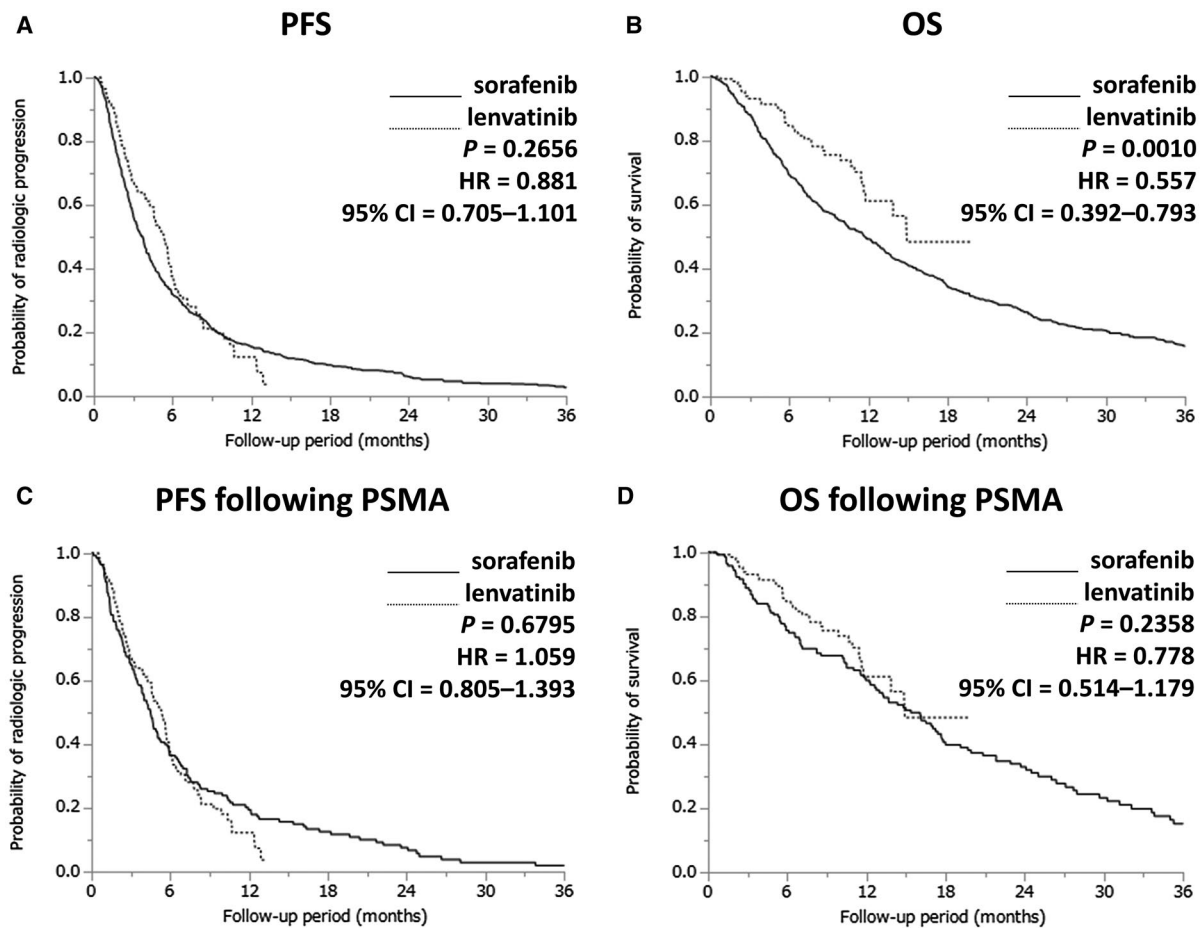 A
PFS
Probability of radiologic progression
1.0
0.8
0.6
0.4
0.2
0.0
sorafenib
lenvatinib
P = 0.2656
HR = 0.881
95% CI = 0.705–1.101
0 6 12 18 24 30 36
Follow-up period (months)
B
OS
Probability of survival
1.0
0.8
0.6
0.4
0.2
0.0
sorafenib
lenvatinib
P = 0.0010
HR = 0.557
95% CI = 0.392–0.793
0 6 12 18 24 30 36
Follow-up period (months)
C
PFS following PSMA
Probability of radiologic progression
1.0
0.8
0.6
0.4
0.2
0.0
sorafenib
lenvatinib
P = 0.6795
HR = 1.059
95% CI = 0.805–1.393
0 6 12 18 24 30 36
Follow-up period (months)
D
OS following PSMA
Probability of survival
1.0
0.8
0.6
0.4
0.2
0.0
sorafenib
lenvatinib
P = 0.2358
HR = 0.778
95% CI = 0.514–1.179
0 6 12 18 24 30 36
Follow-up period (months)